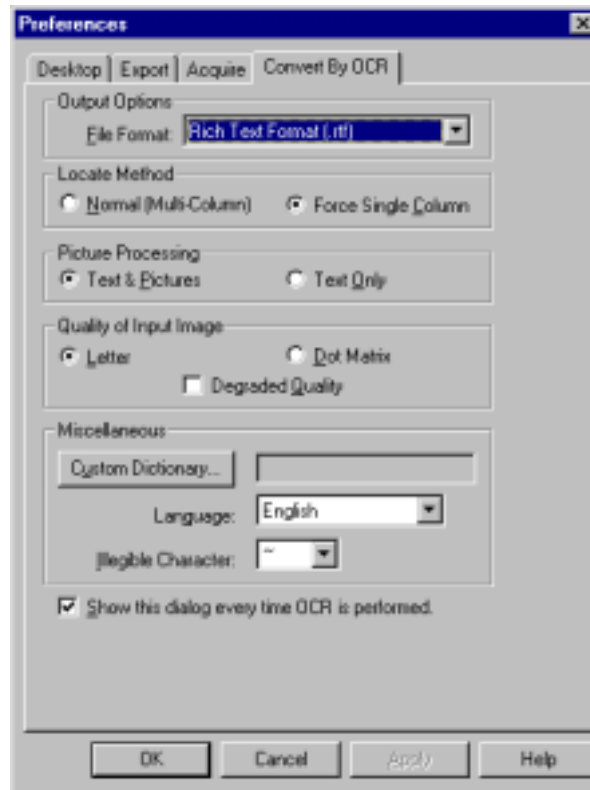 Preferences
Desktop Export Acquire Convert By OCR
Output Options
File Format: Rich Text Format (.rtf)
Locate Method
Normal (Multi-Column) Force Single Column
Picture Processing
Text & Pictures Text Only
Quality of Input Image
Letter Dot Matrix
Degraded Quality
Miscellaneous
Custom Dictionary...
Language: English
Illegible Character: ~
Show this dialog every time OCR is performed.
OK Cancel Apply Help